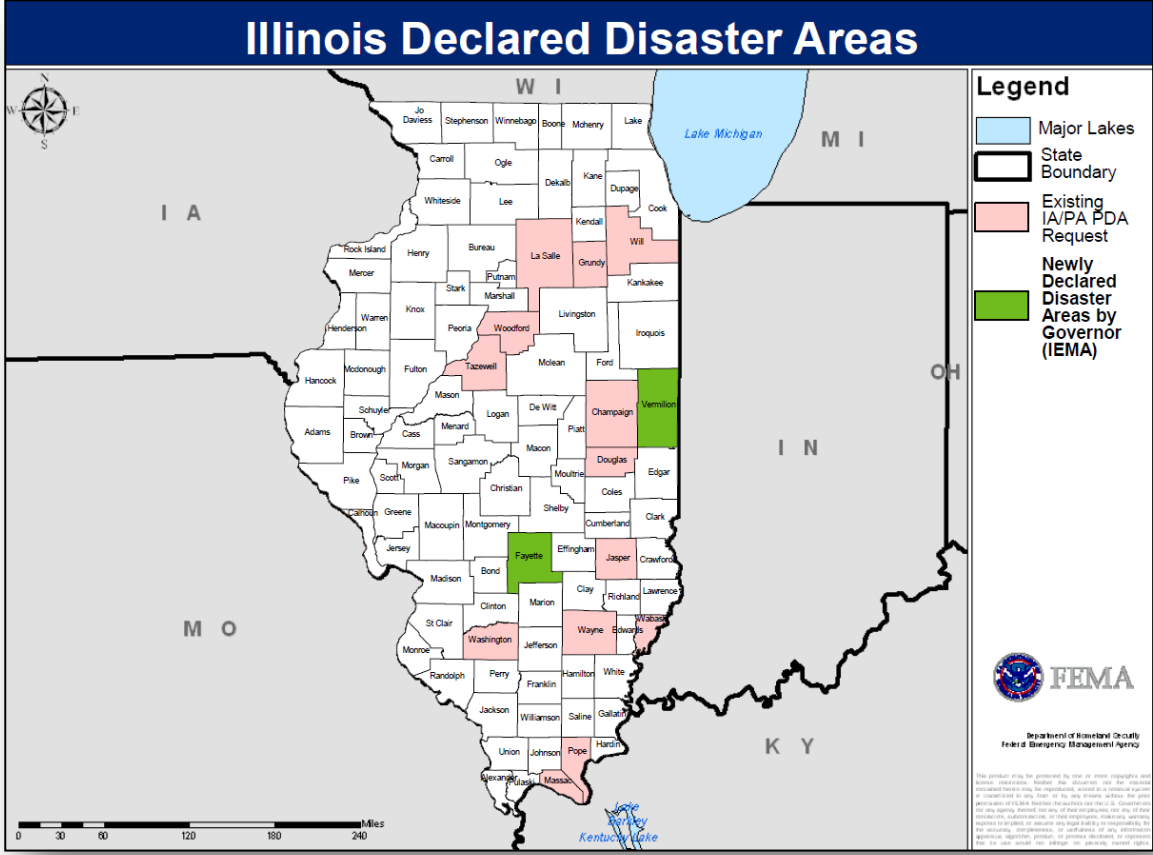 Illinois Declared Disaster Areas
N
W
E
S
W I
M I
I A
I N
OH
M O
K Y
Lake Michigan
Jo
Daviess
Stephenson
Winnebago
Boone
Mchenry
Lake
Carroll
Ogle
Dekalb
Kane
Dupage
Cook
Whiteside
Lee
Kendall
Will
Rock Island
Henry
Bureau
La Salle
Grundy
Mercer
Putnam
Kankakee
Stark
Marshall
Knox
Livingston
Warren
Henderson
Peoria
Woodford
Iroquois
Tazewell
Mclean
Ford
Hancock
Mcdonough
Fulton
Mason
Vermilion
Schuyler
Logan
De Witt
Champaign
Adams
Brown
Cass
Menard
Piatt
Macon
Sangamon
Douglas
Morgan
Scott
Moultrie
Edgar
Pike
Christian
Coles
Calhoun
Greene
Shelby
Macoupin
Montgomery
Cumberland
Clark
Jersey
Fayette
Effingham
Jasper
Crawford
Bond
Madison
Clay
Richland
Lawrence
Clinton
Marion
St Clair
Wabash
Washington
Wayne
Edwards
Jefferson
Monroe
Randolph
Perry
Hamilton
White
Franklin
Jackson
Williamson
Saline
Gallatin
Union
Johnson
Pope
Hardin
Alexander
Pulaski
Massac
Lake
Barkley
Kentucky Lake
Miles
0 30 60 120 180 240
Legend
Major Lakes
State
Boundary
Existing
IA/PA PDA
Request
Newly
Declared
Disaster
Areas by
Governor
(IEMA)
FEMA
Department of Homeland Security
Federal Emergency Management Agency